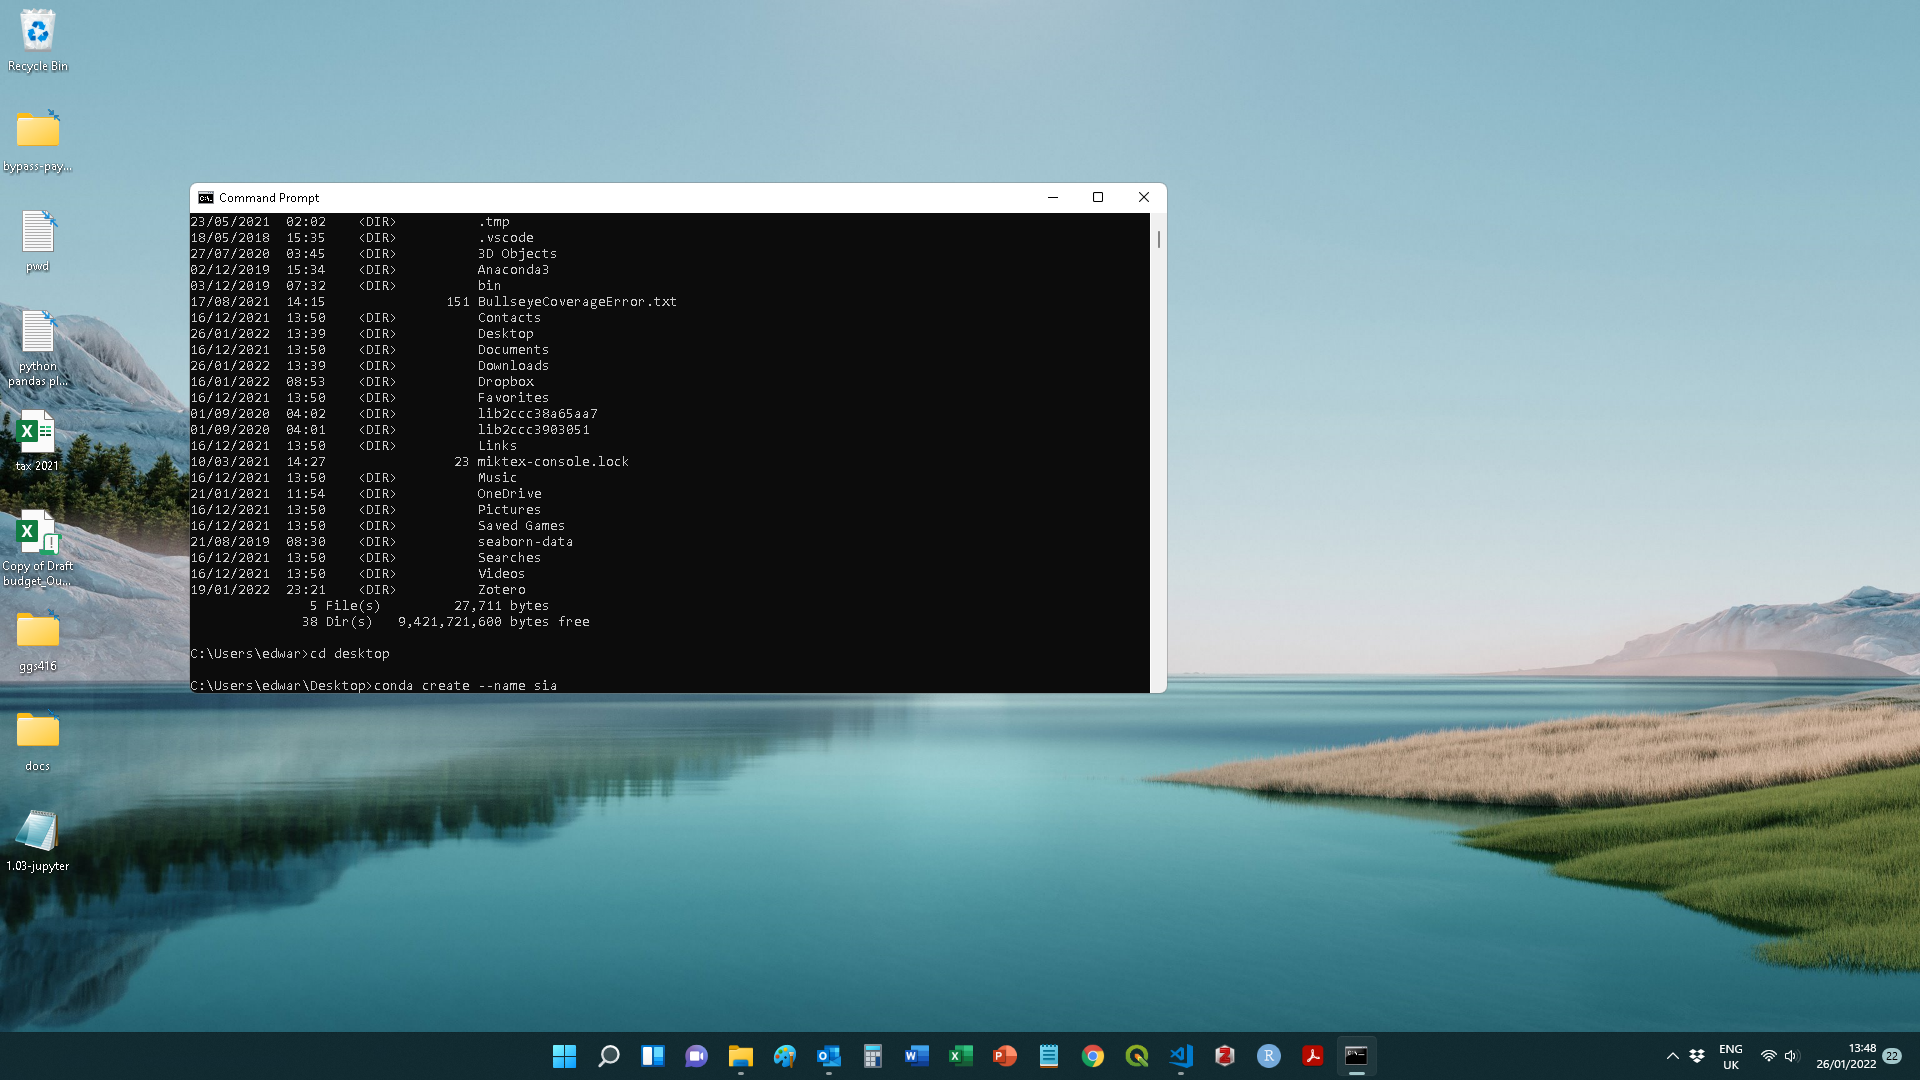 Recycle Bin
bypass-pay...
pwd
python
pandas pl...
tax 2021
Copy of Draft
budget_Ou...
ggs416
docs
1.03-jupyter
Command Prompt
23/05/2021  02:02    <DIR>          .tmp
18/05/2018  15:35    <DIR>          .vscode
27/07/2020  03:45    <DIR>          3D Objects
02/12/2019  15:34    <DIR>          Anaconda3
03/12/2019  07:32    <DIR>          bin
17/08/2021  14:15               151 BullseyeCoverageError.txt
16/12/2021  13:50    <DIR>          Contacts
26/01/2022  13:39    <DIR>          Desktop
16/12/2021  13:50    <DIR>          Documents
26/01/2022  13:39    <DIR>          Downloads
16/01/2022  08:53    <DIR>          Dropbox
16/12/2021  13:50    <DIR>          Favorites
01/09/2020  04:02    <DIR>          lib2ccc38a65aa7
01/09/2020  04:01    <DIR>          lib2ccc3903051
16/12/2021  13:50    <DIR>          Links
10/03/2021  14:27                23 miktex-console.lock
16/12/2021  13:50    <DIR>          Music
21/01/2021  11:54    <DIR>          OneDrive
16/12/2021  13:50    <DIR>          Pictures
16/12/2021  13:50    <DIR>          Saved Games
21/08/2019  08:30    <DIR>          seaborn-data
16/12/2021  13:50    <DIR>          Searches
16/12/2021  13:50    <DIR>          Videos
19/01/2022  23:21    <DIR>          Zotero
5 File(s)         27,711 bytes
38 Dir(s)   9,421,721,600 bytes free
C:\Users\edwar>cd desktop
C:\Users\edwar\Desktop>conda create --name sia
ENG
UK
13:48
26/01/2022
22